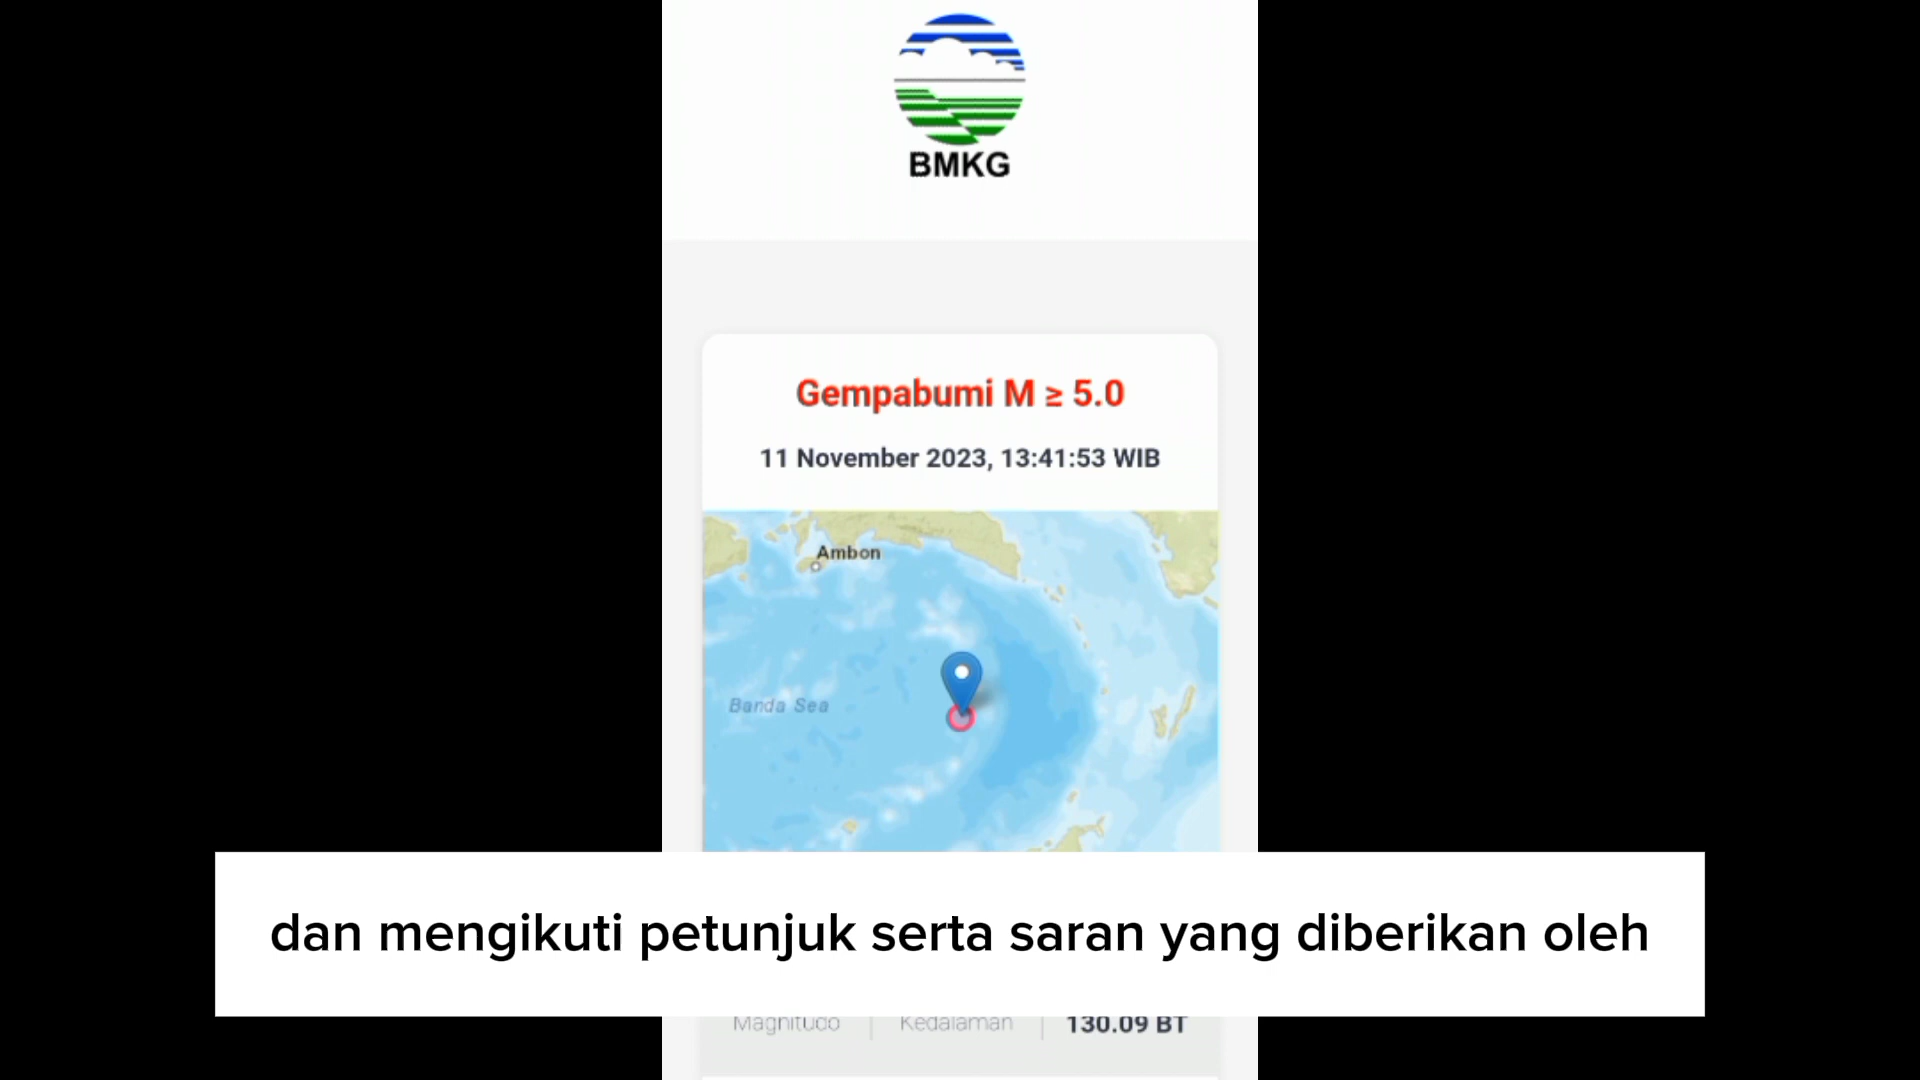 BMKG
Gempabumi M ≥ 5.0
11 November 2023, 13:41:53 WIB
Ambon
Banda Sea
dan mengikuti petunjuk serta saran yang diberikan oleh
Magnitudo
Kedalaman
130.09 BT